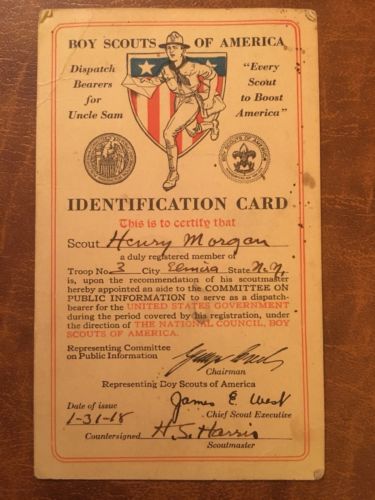 BOY SCOUTS OF AMERICA
Dispatch Bearers for Uncle Sam
"Every Scout to Boost America"
BOY SCOUTS OF AMERICA
IDENTIFICATION CARD
This is to certify that
Scout Henry Morgan
a duly registered member of
Troop No. 3 City Elmira State N.Y.
is, upon the recommendation of his scoutmaster
hereby appointed an aide to the COMMITTEE ON
PUBLIC INFORMATION to serve as a dispatch-
bearer for the UNITED STATES GOVERNMENT
during the period covered by his registration, under
the direction of THE NATIONAL COUNCIL, BOY
SCOUTS OF AMERICA.
Representing Committee
on Public Information
Chairman
Representing Boy Scouts of America
James E. West
Date of issue
Chief Scout Executive
1-31-18
Countersigned H.S. Harris
Scoutmaster